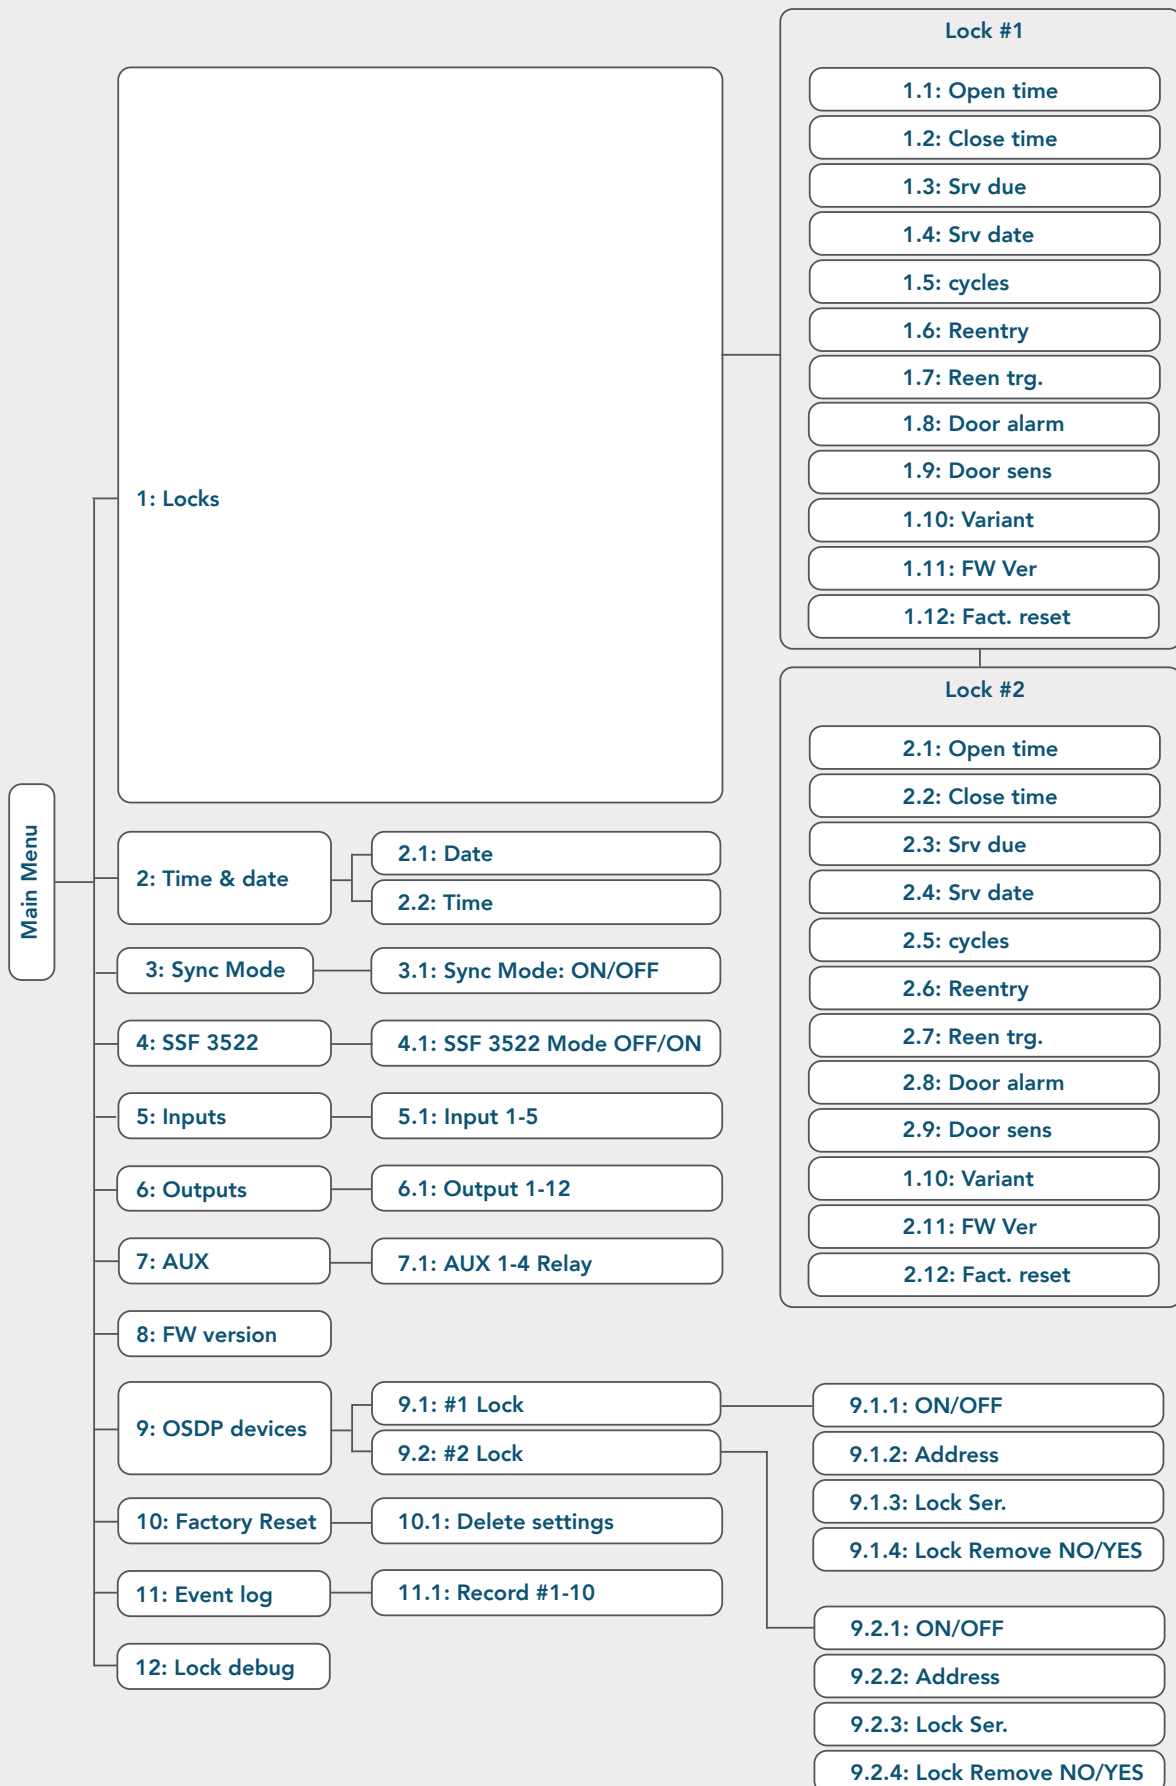 Main Menu
1: Locks
Lock #1
1.1: Open time
1.2: Close time
1.3: Srv due
1.4: Srv date
1.5: cycles
1.6: Reentry
1.7: Reen trg.
1.8: Door alarm
1.9: Door sens
1.10: Variant
1.11: FW Ver
1.12: Fact. reset
Lock #2
2.1: Open time
2.2: Close time
2.3: Srv due
2.4: Srv date
2.5: cycles
2.6: Reentry
2.7: Reen trg.
2.8: Door alarm
2.9: Door sens
1.10: Variant
2.11: FW Ver
2.12: Fact. reset
2: Time & date
2.1: Date
2.2: Time
3: Sync Mode
3.1: Sync Mode: ON/OFF
4: SSF 3522
4.1: SSF 3522 Mode OFF/ON
5: Inputs
5.1: Input 1-5
6: Outputs
6.1: Output 1-12
7: AUX
7.1: AUX 1-4 Relay
8: FW version
9: OSDP devices
9.1: #1 Lock
9.1.1: ON/OFF
9.1.2: Address
9.1.3: Lock Ser.
9.1.4: Lock Remove NO/YES
9.2: #2 Lock
9.2.1: ON/OFF
9.2.2: Address
9.2.3: Lock Ser.
9.2.4: Lock Remove NO/YES
10: Factory Reset
10.1: Delete settings
11: Event log
11.1: Record #1-10
12: Lock debug